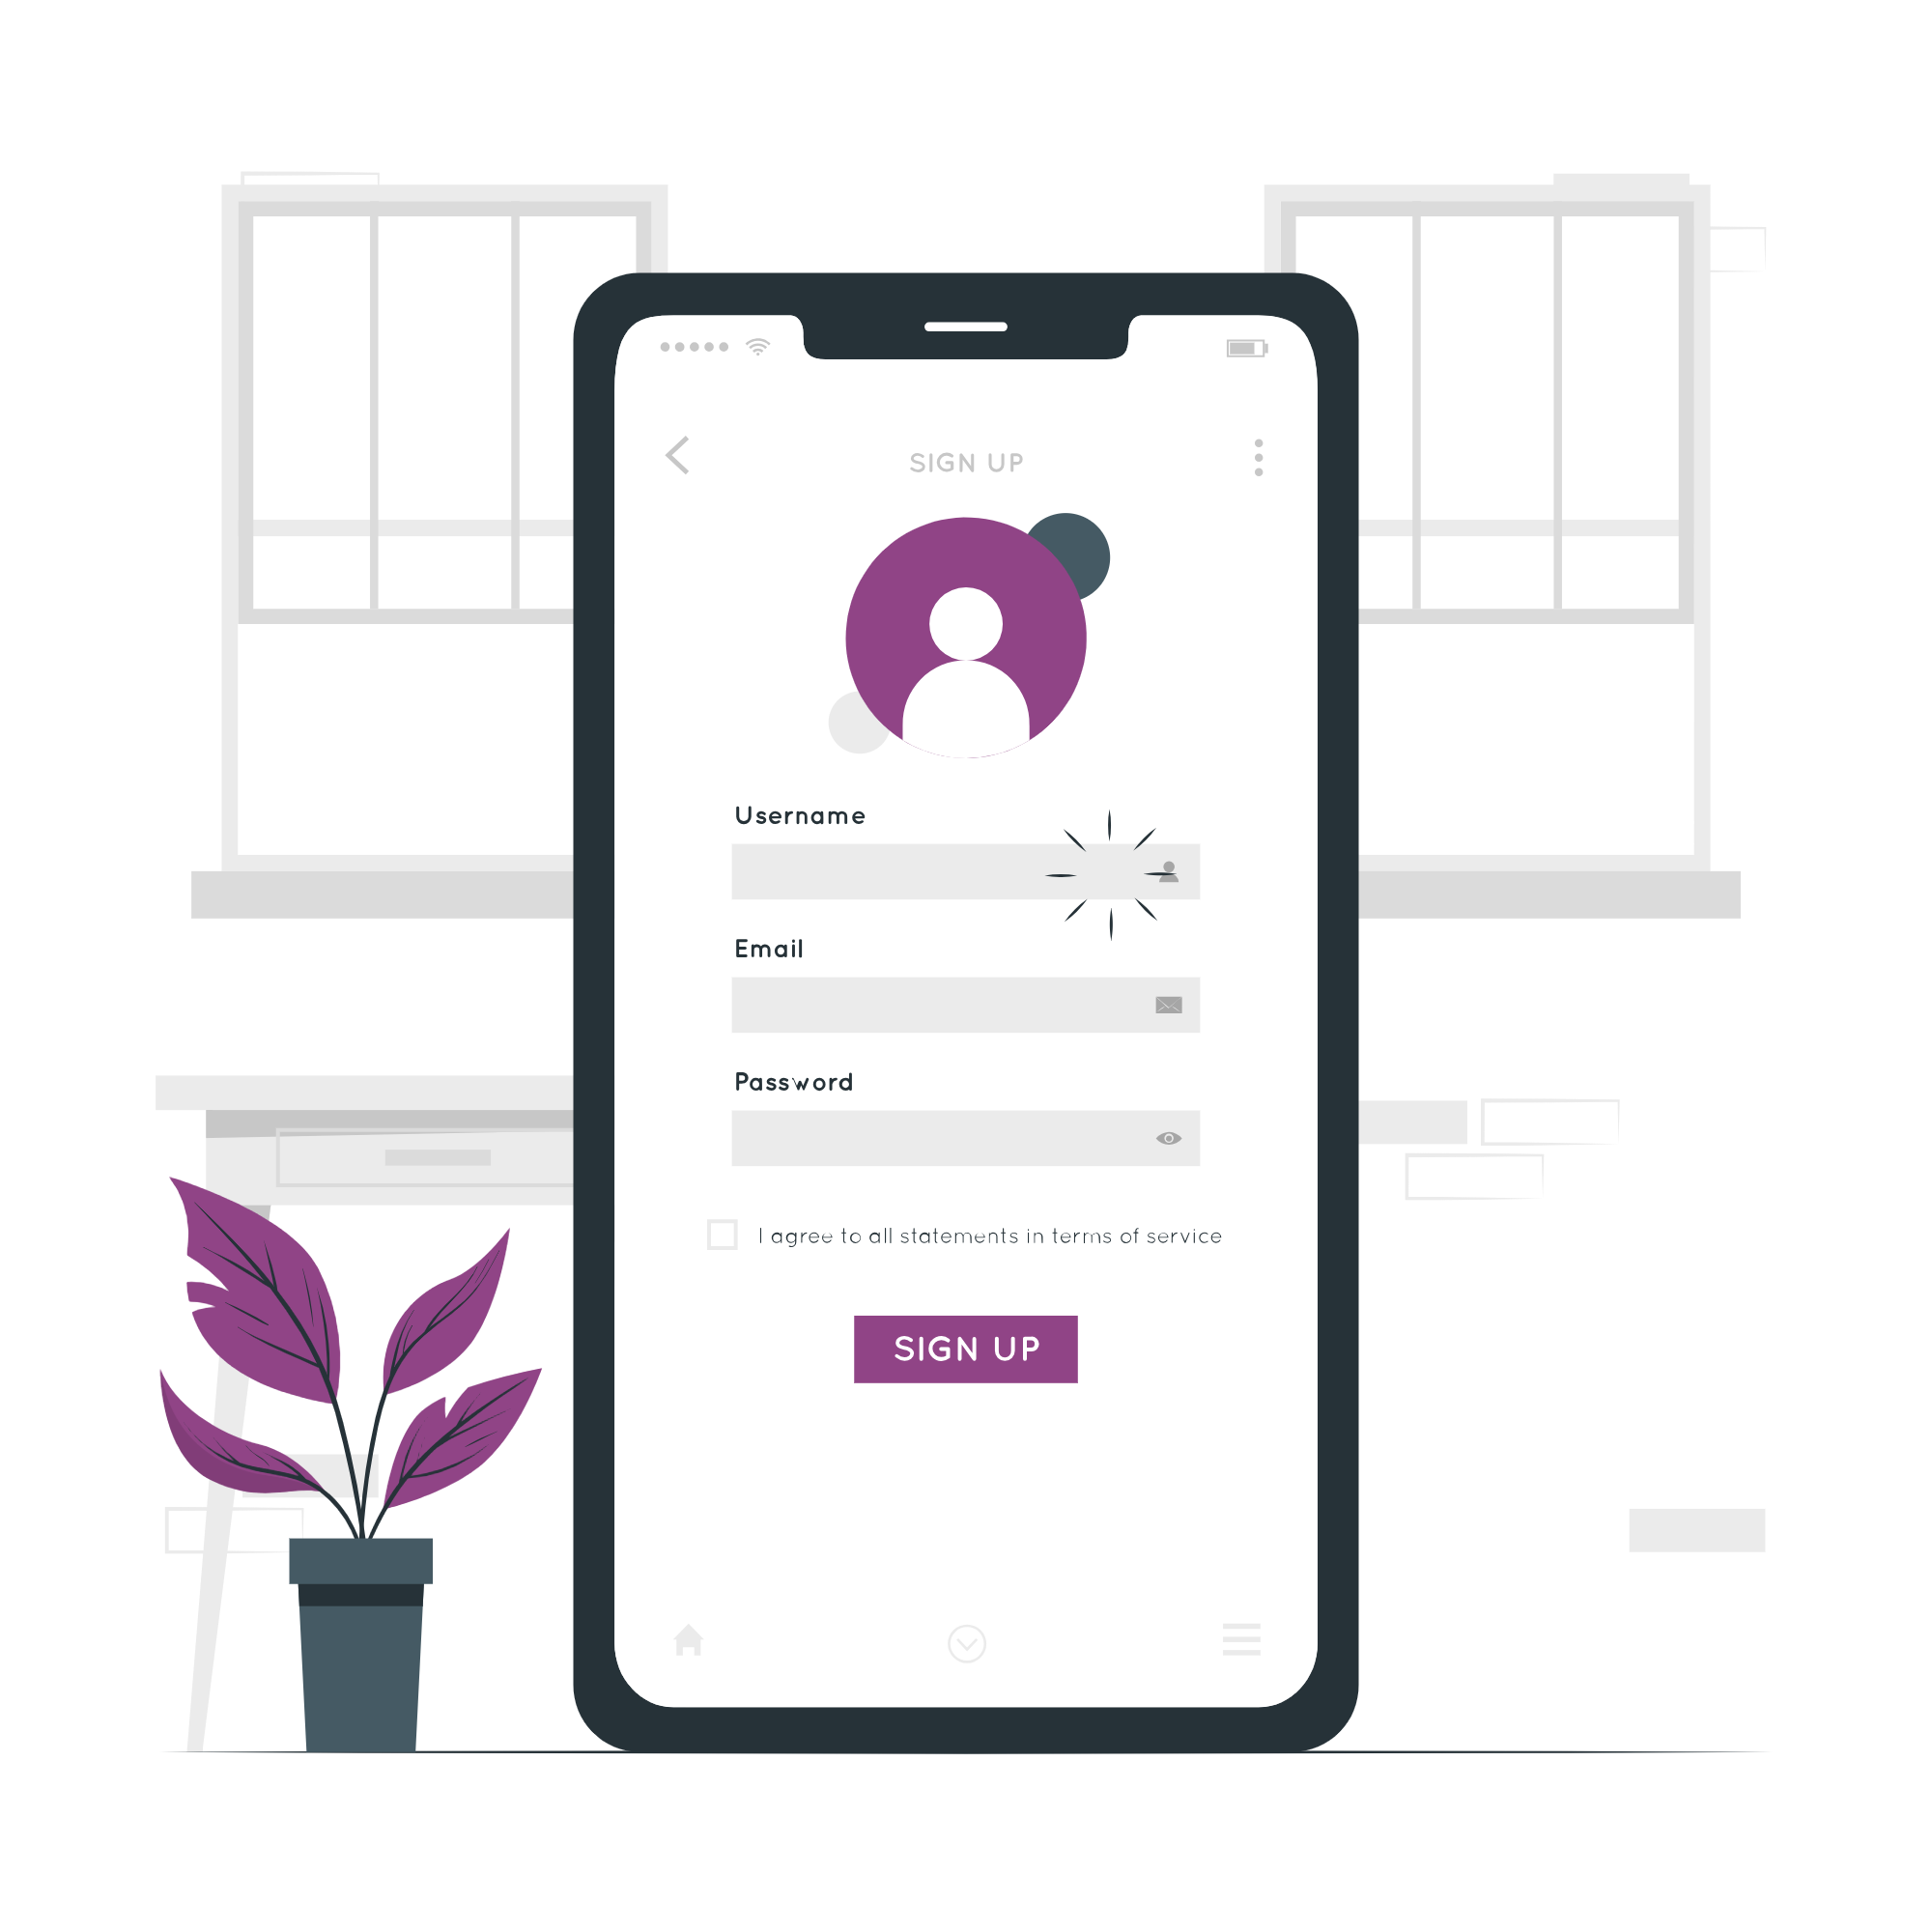 SIGN UP
Username
Email
Password
I agree to all statements in terms of service
SIGN UP